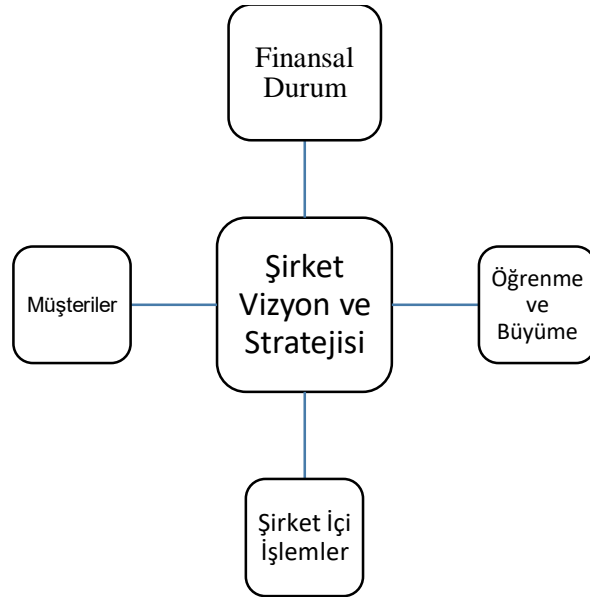 Finansal
Durum
Şirket
Vizyon ve
Stratejisi
Müşteriler
Öğrenme
ve
Büyüme
Şirket İçi
İşlemler